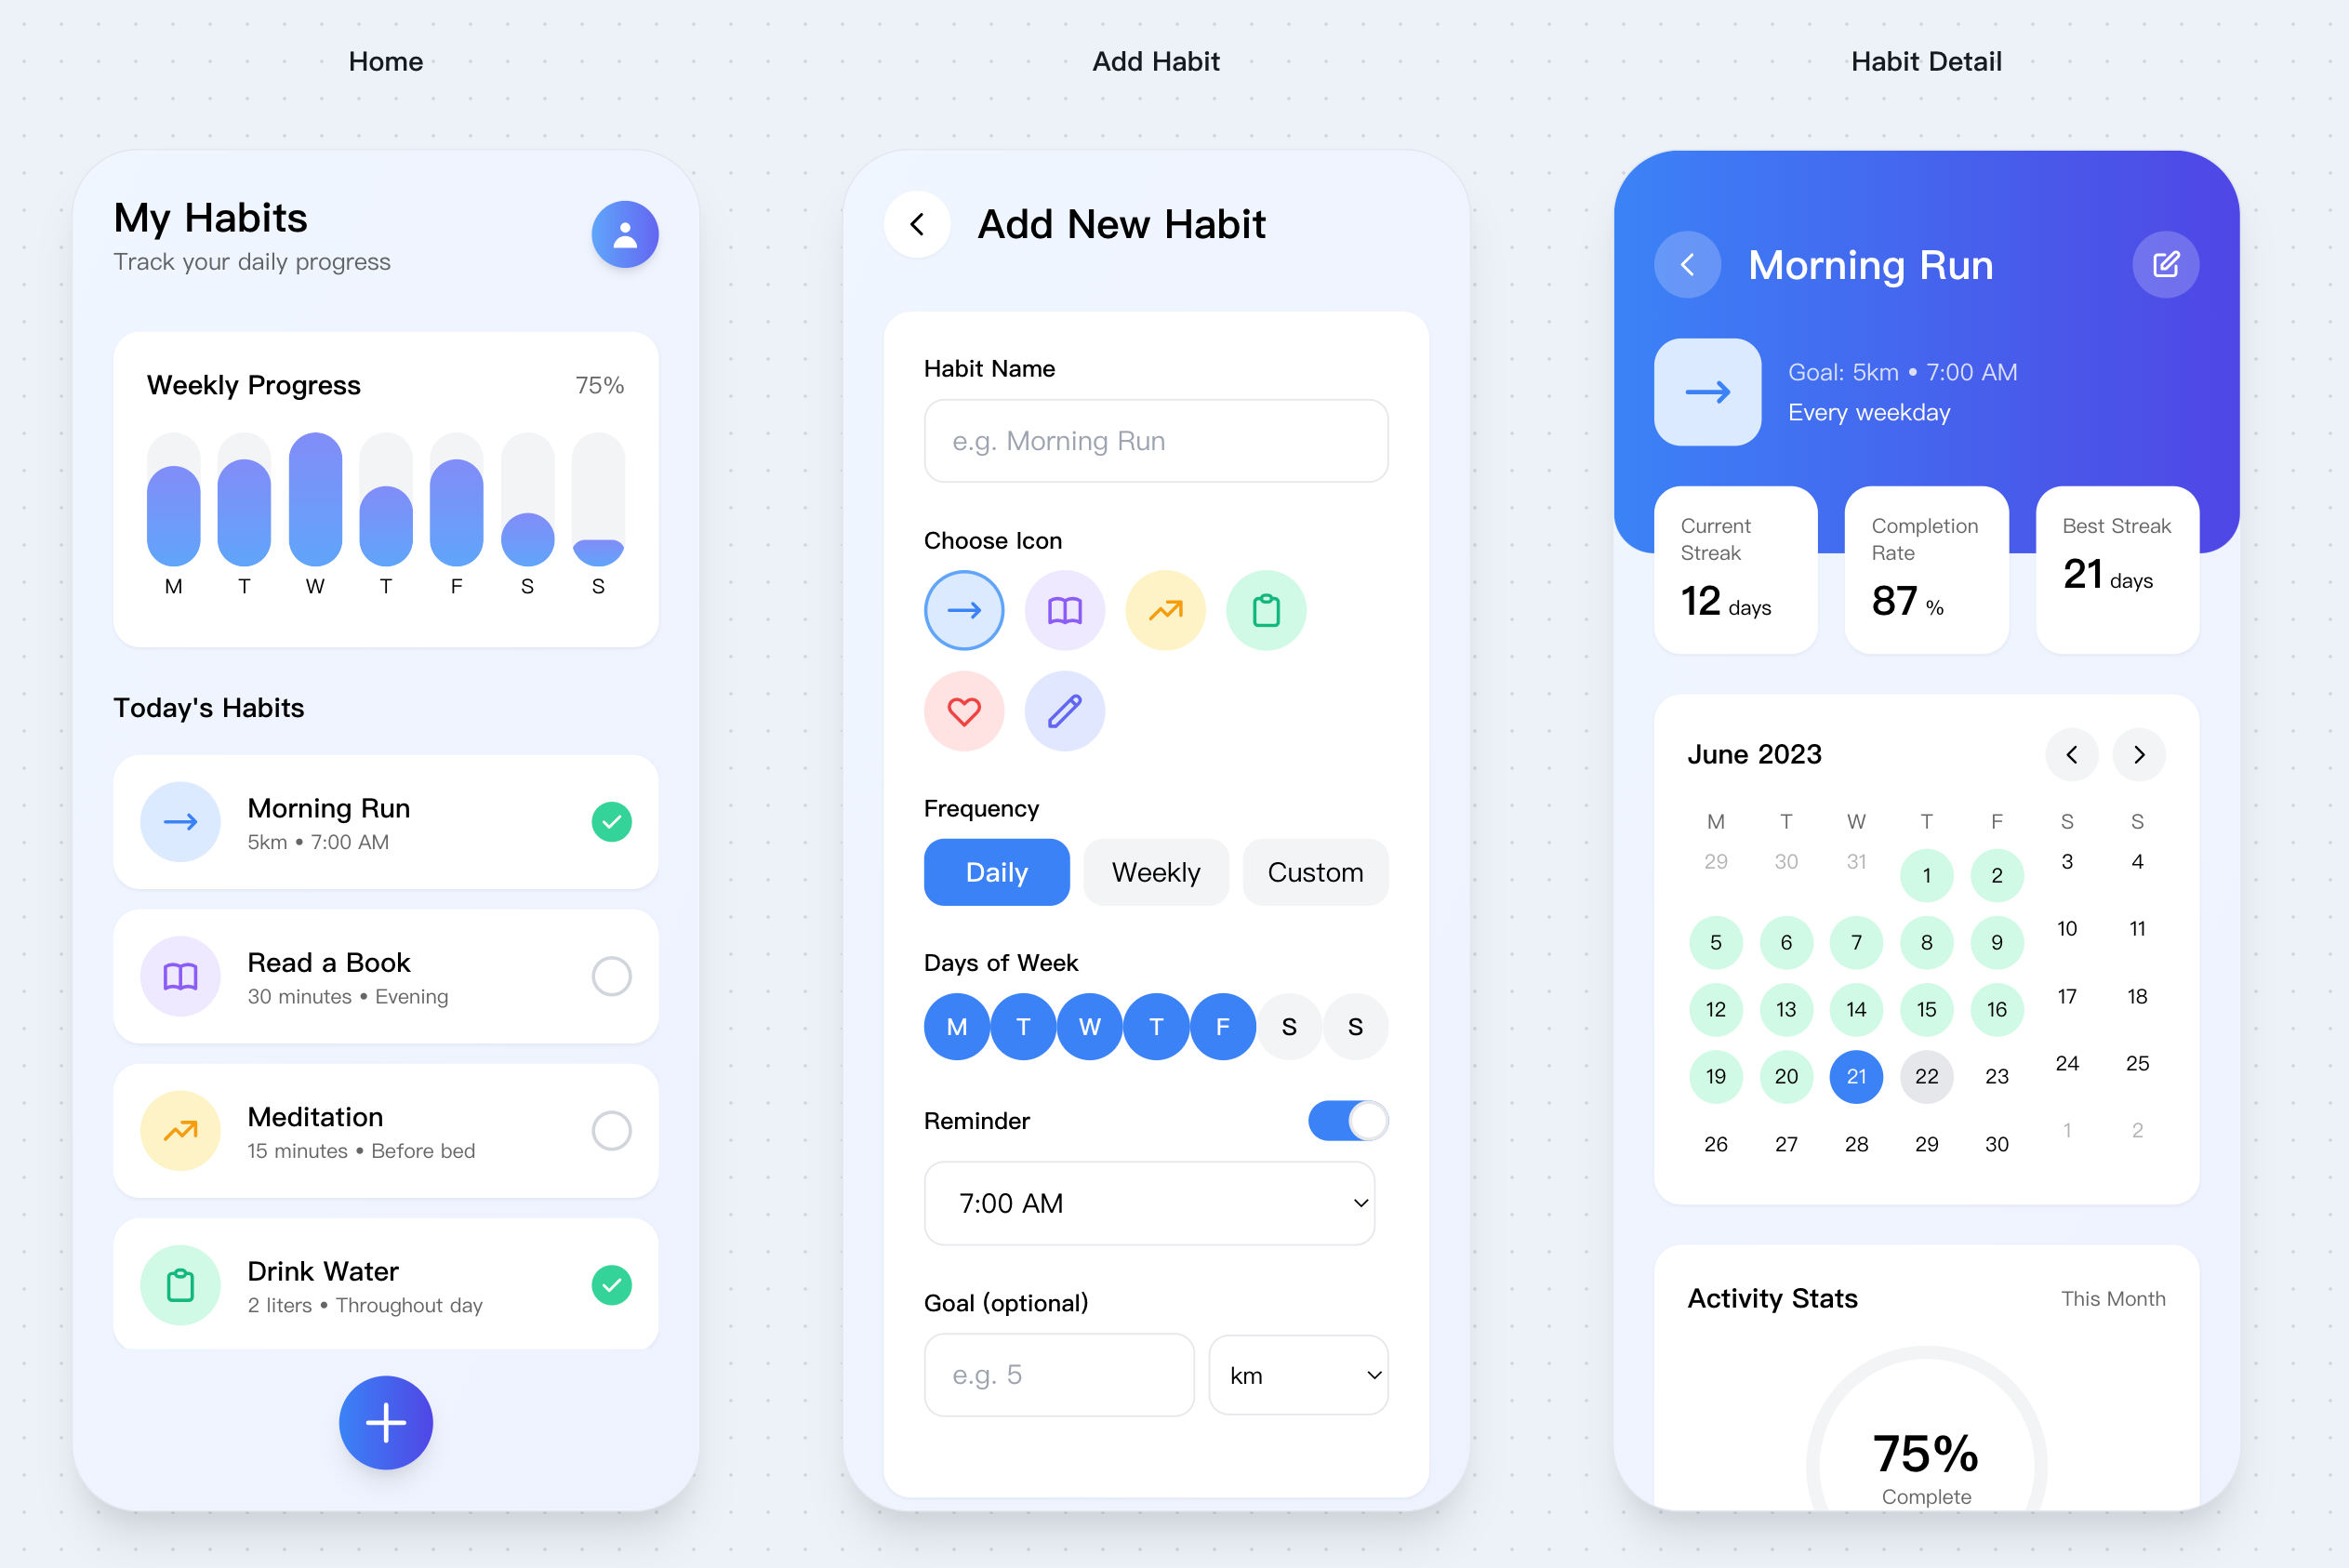 Home
My Habits
Track your daily progress
Weekly Progress 75%
M T W T F S S
Today's Habits
Morning Run
5km • 7:00 AM
Read a Book
30 minutes • Evening
Meditation
15 minutes • Before bed
Drink Water
2 liters • Throughout day
Add Habit
Add New Habit
Habit Name
e.g. Morning Run
Choose Icon
Frequency
Daily Weekly Custom
Days of Week
M T W T F S S
Reminder
7:00 AM
Goal (optional)
e.g. 5 km
Habit Detail
Morning Run
Goal: 5km • 7:00 AM
Every weekday
Current
Streak
12 days
Completion
Rate
87 %
Best Streak
21 days
June 2023
M T W T F S S
29 30 31 1 2 3 4
5 6 7 8 9 10 11
12 13 14 15 16 17 18
19 20 21 22 23 24 25
26 27 28 29 30 1 2
Activity Stats This Month
75%
Complete